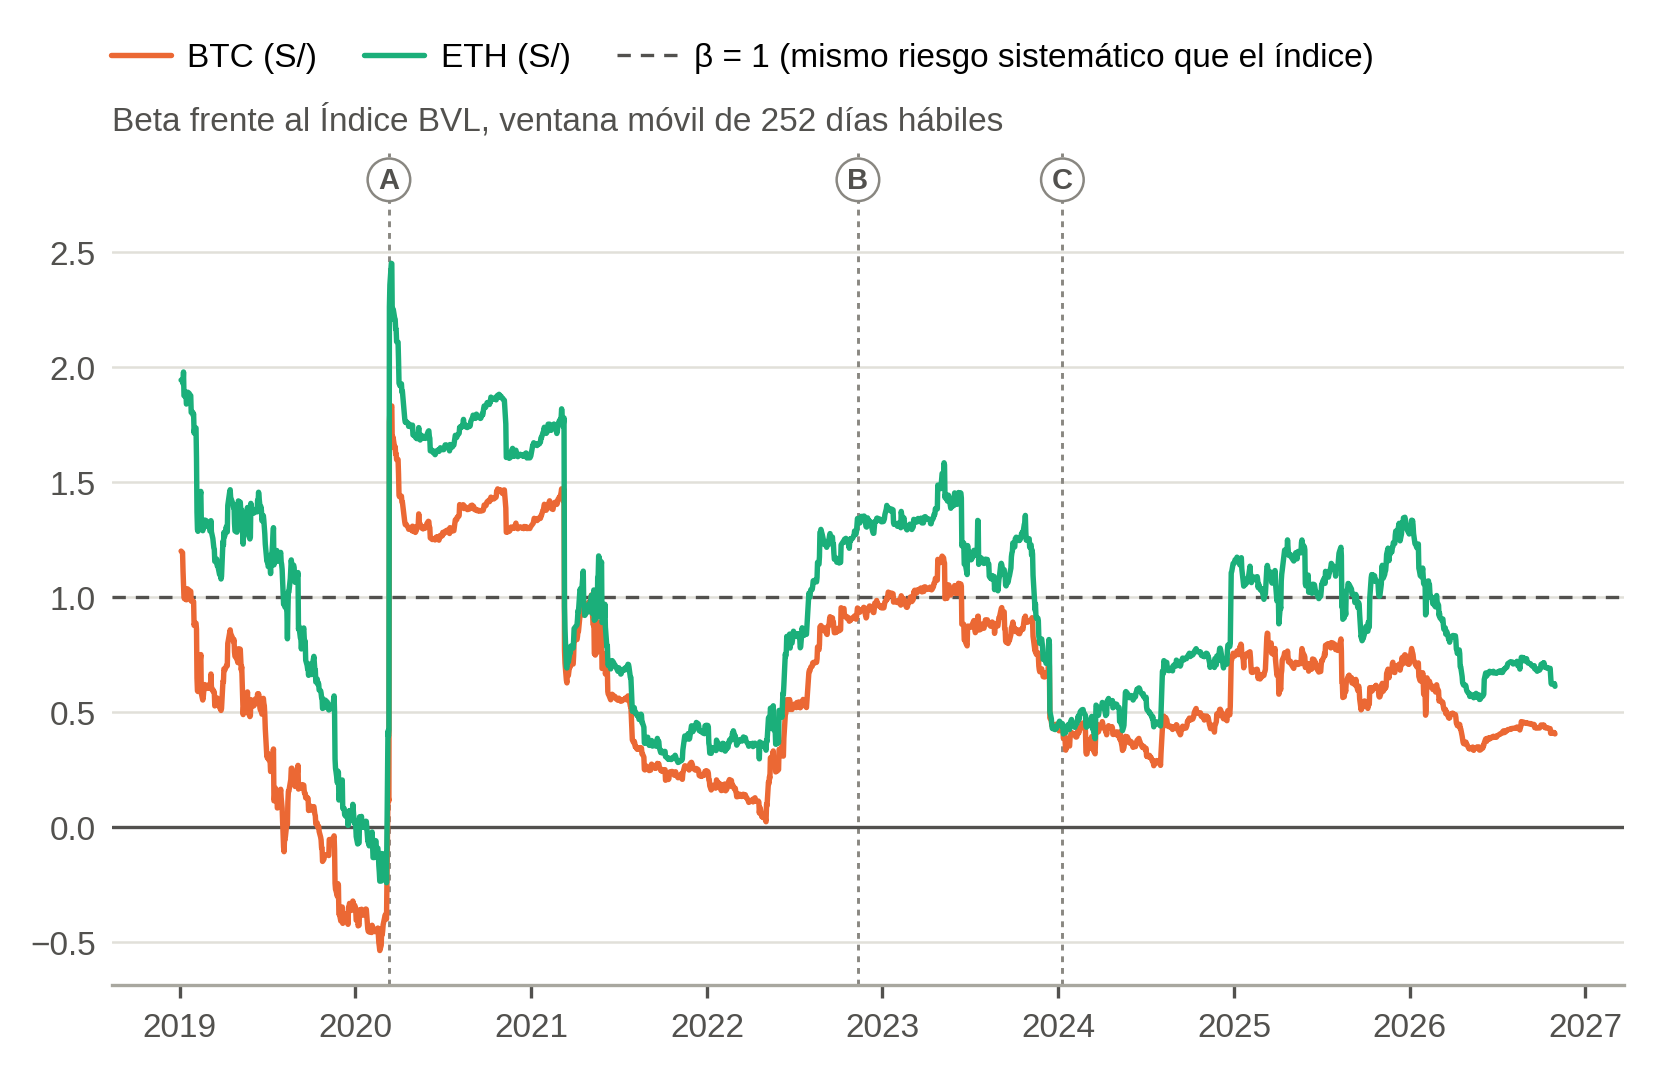 BTC (S/) ETH (S/) β = 1 (mismo riesgo sistemático que el índice)
Beta frente al Índice BVL, ventana móvil de 252 días hábiles
A B C
2.5
2.0
1.5
1.0
0.5
0.0
−0.5
2019 2020 2021 2022 2023 2024 2025 2026 2027